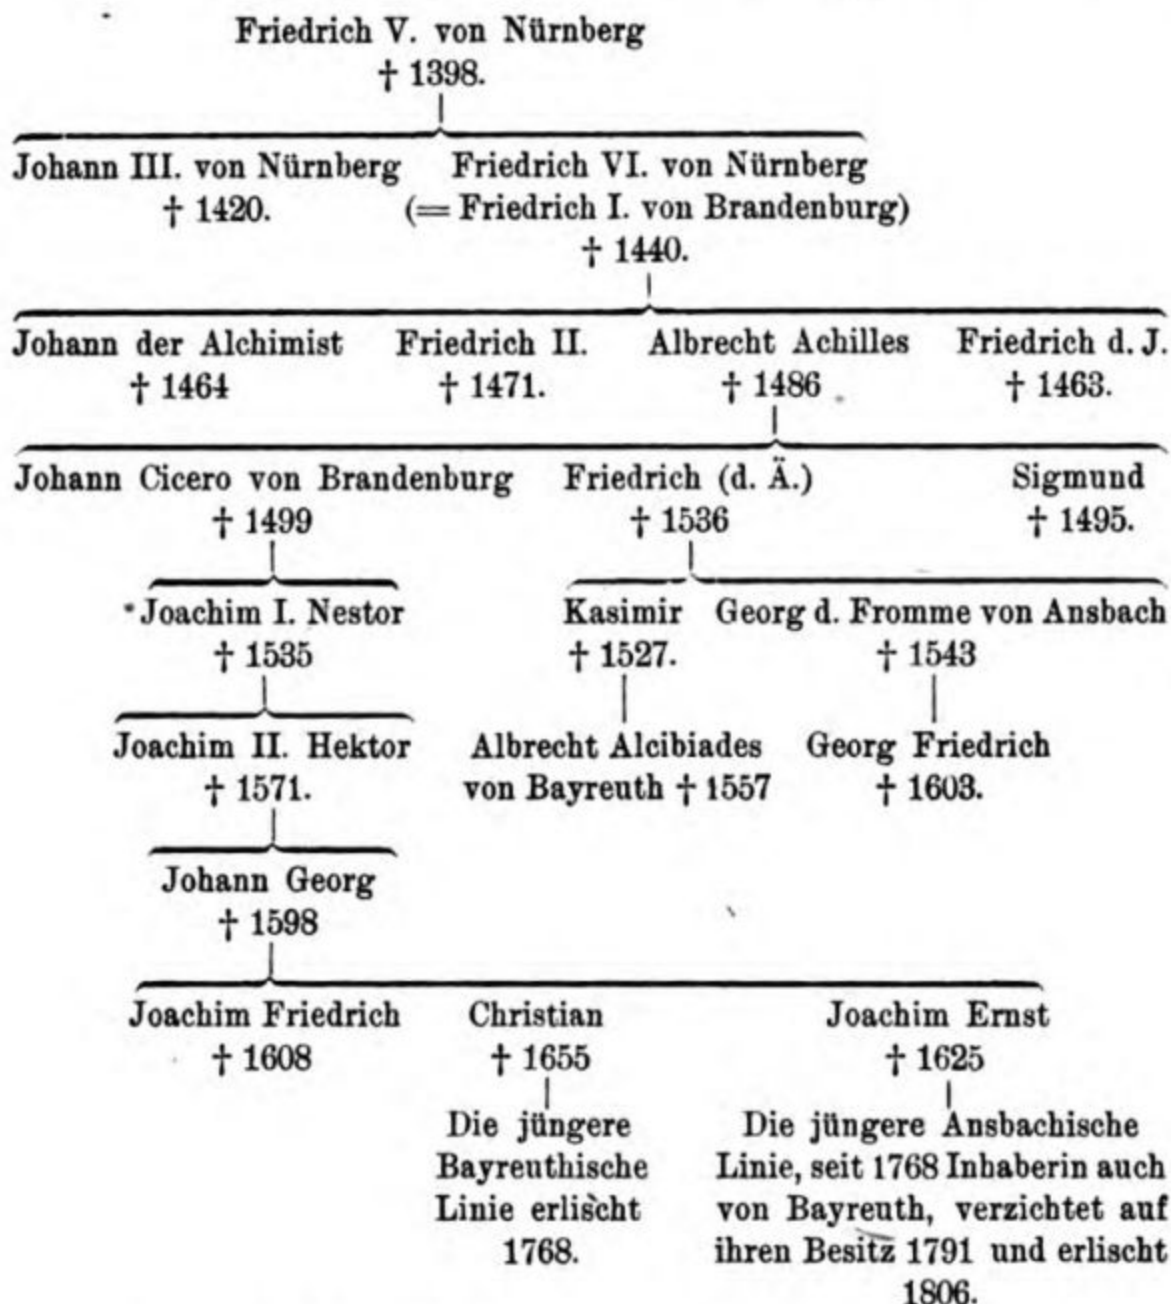 Friedrich V. von Nürnberg
† 1398.
Johann III. von Nürnberg Friedrich VI. von Nürnberg
† 1420. (= Friedrich I. von Brandenburg)
† 1440.
Johann der Alchimist Friedrich II. Albrecht Achilles Friedrich d. J.
† 1464 † 1471. † 1486 † 1463.
Johann Cicero von Brandenburg Friedrich (d. Ä.) Sigmund
† 1499 † 1536 † 1495.
Joachim I. Nestor Kasimir Georg d. Fromme von Ansbach
† 1535 † 1527. † 1543
Joachim II. Hektor Albrecht Alcibiades Georg Friedrich
† 1571. von Bayreuth † 1557 † 1603.
Johann Georg
† 1598
Joachim Friedrich Christian Joachim Ernst
† 1608 † 1655 † 1625
Die jüngere Die jüngere Ansbachische
Bayreuthische Linie, seit 1768 Inhaberin auch
Linie erlischt von Bayreuth, verzichtet auf
1768. ihren Besitz 1791 und erlischt
1806.